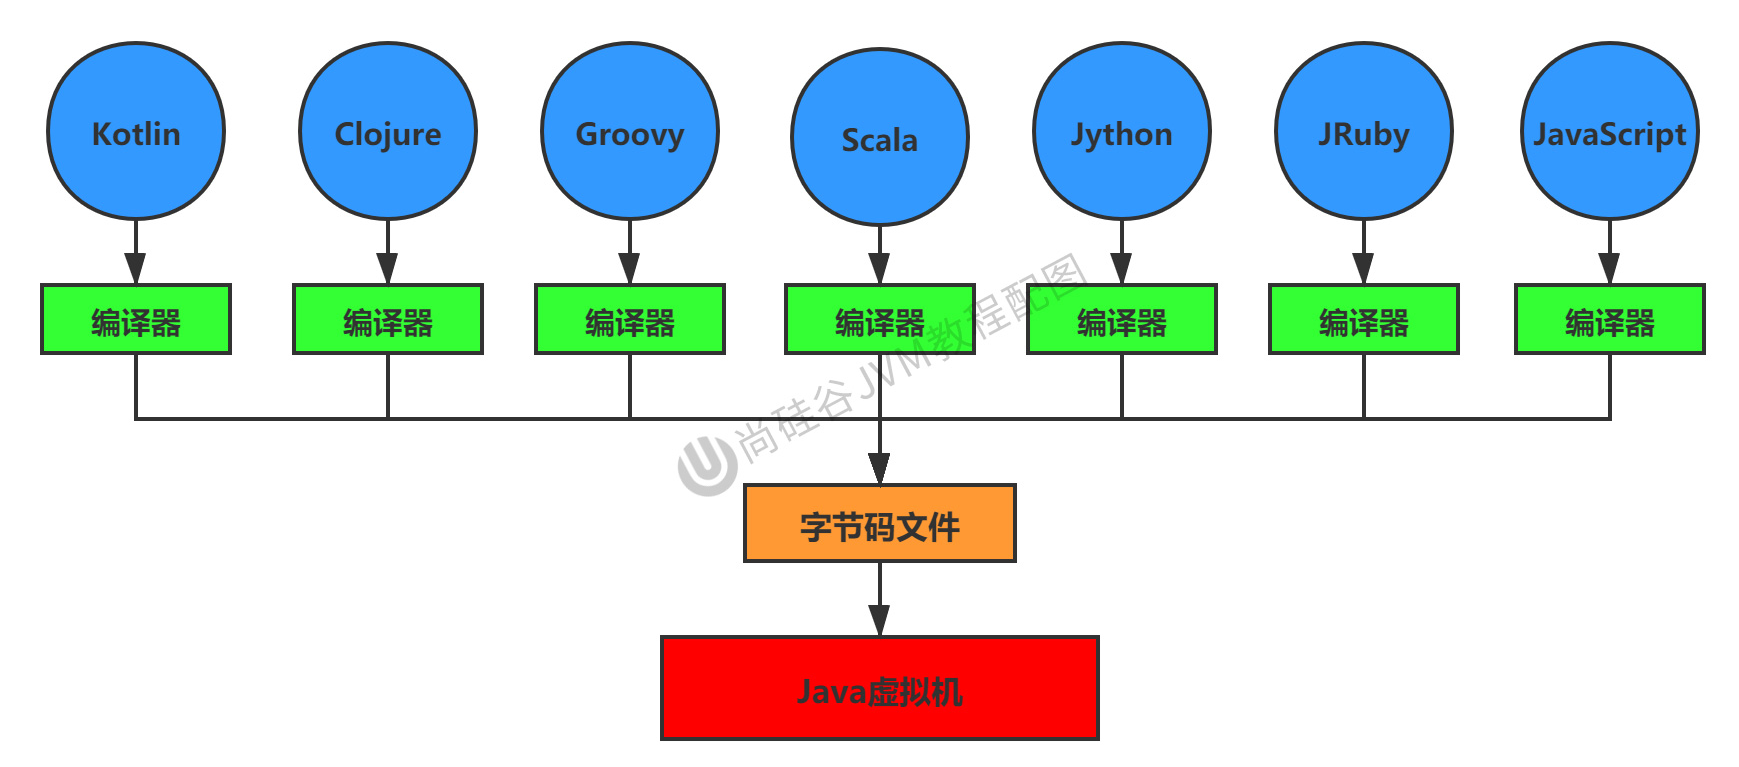 Kotlin
Clojure
Groovy
Scala
Jython
JRuby
JavaScript
编译器
编译器
编译器
编译器
编译器
编译器
编译器
尚硅谷JVM教程配图
字节码文件
Java虚拟机